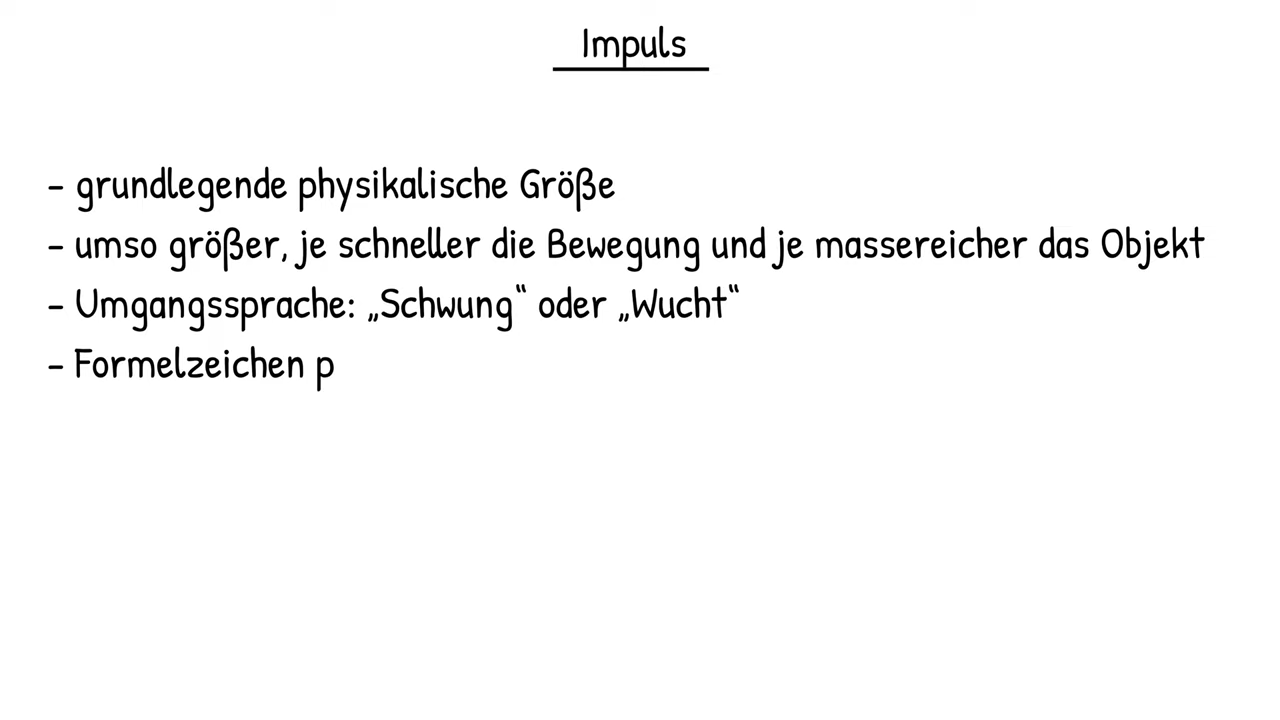 Impuls
- grundlegende physikalische Größe
- umso größer, je schneller die Bewegung und je massereicher das Objekt
- Umgangssprache: „Schwung“ oder „Wucht“
- Formelzeichen p